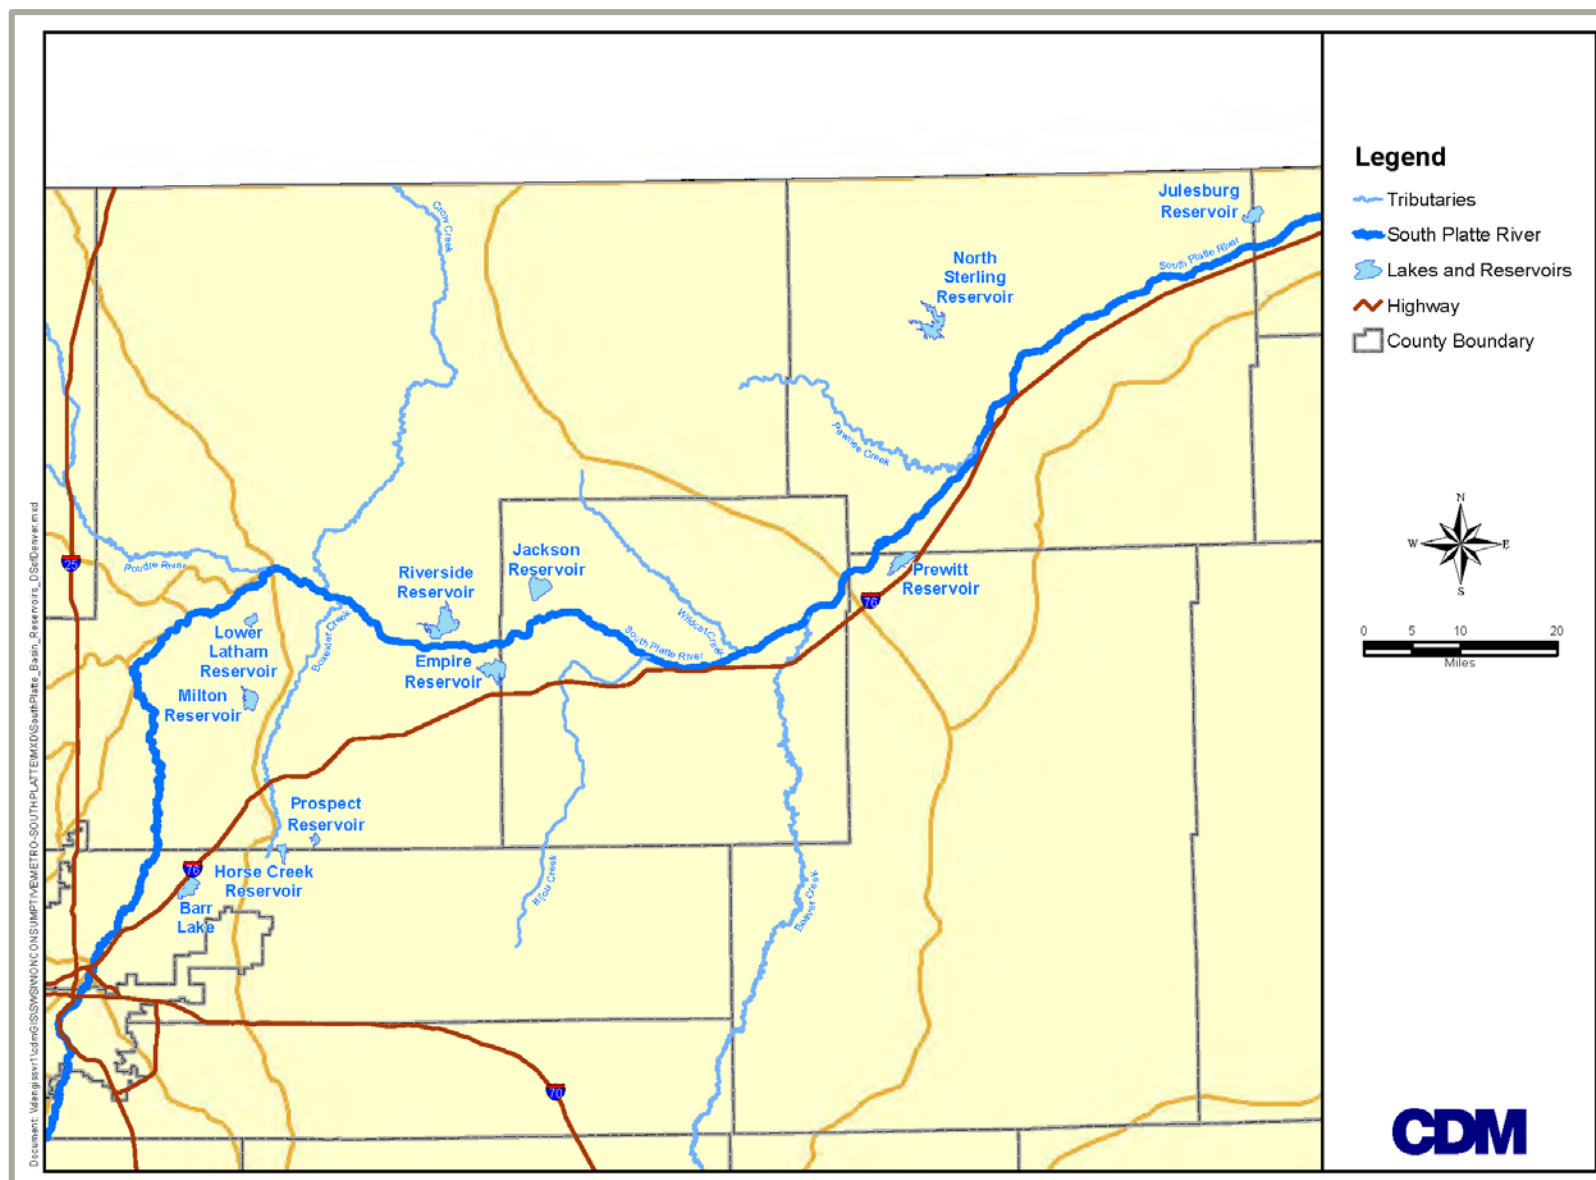 Julesburg
Reservoir
North
Sterling
Reservoir
South Platte River
Crow Creek
Pawnee Creek
25
Poudre River
Jackson
Reservoir
Riverside
Reservoir
Prewitt
Reservoir
76
Wildcat Creek
South Platte River
Lower
Latham
Reservoir
Boxelder Creek
Empire
Reservoir
Milton
Reservoir
Prospect
Reservoir
76
Horse Creek
Reservoir
Barr
Lake
Bijou Creek
Beaver Creek
70
Legend
Tributaries
South Platte River
Lakes and Reservoirs
Highway
County Boundary
N
W E
S
0 5 10 20
Miles
CDM